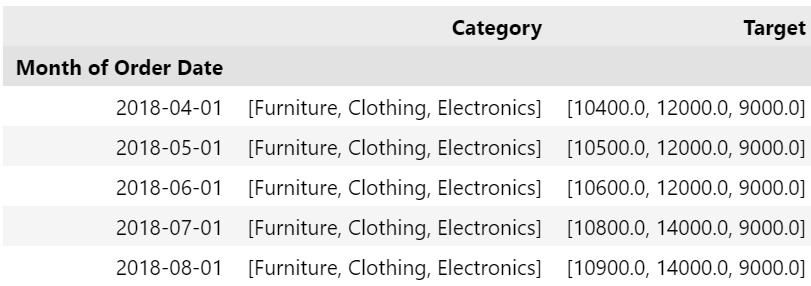 Category Target
Month of Order Date
2018-04-01 [Furniture, Clothing, Electronics] [10400.0, 12000.0, 9000.0]
2018-05-01 [Furniture, Clothing, Electronics] [10500.0, 12000.0, 9000.0]
2018-06-01 [Furniture, Clothing, Electronics] [10600.0, 12000.0, 9000.0]
2018-07-01 [Furniture, Clothing, Electronics] [10800.0, 14000.0, 9000.0]
2018-08-01 [Furniture, Clothing, Electronics] [10900.0, 14000.0, 9000.0]